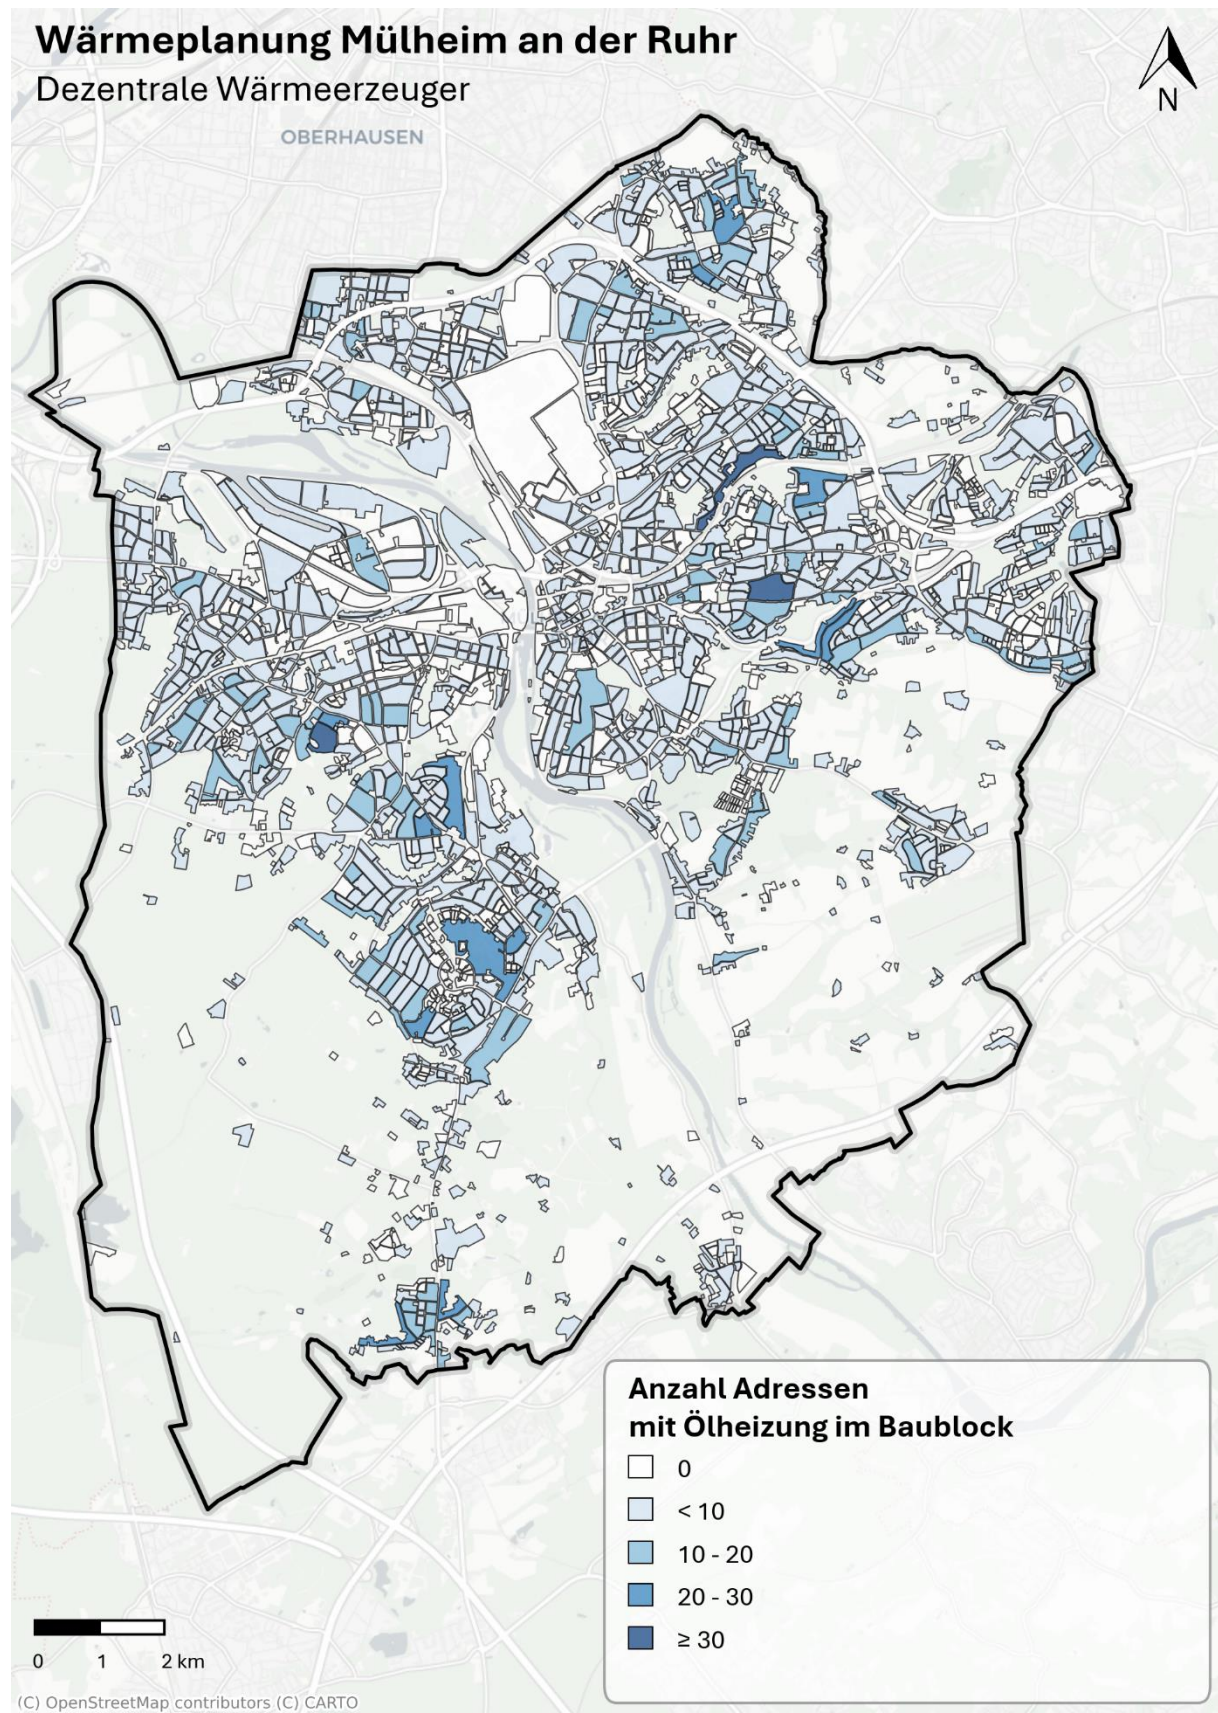 Wärmeplanung Mülheim an der Ruhr
Dezentrale Wärmeerzeuger
N
OBERHAUSEN
Anzahl Adressen
mit Ölheizung im Baublock
0
< 10
10 - 20
20 - 30
≥ 30
0 1 2 km
(C) OpenStreetMap contributors (C) CARTO